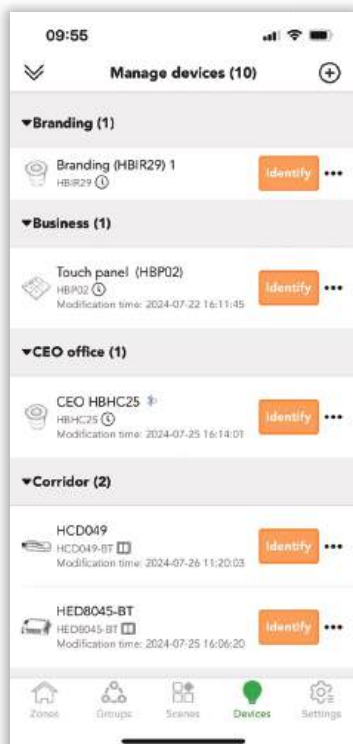 09:55
Manage devices (10)
Branding (1)
Branding (HBIR29) 1
HBIR29
Identify
Business (1)
Touch panel (HBP02)
HBP02
Modification time: 2024-07-22 16:11:45
Identify
CEO office (1)
CEO HBHC25
HBHC25
Modification time: 2024-07-25 16:14:01
Identify
Corridor (2)
HCD049
HCD049-BT
Modification time: 2024-07-26 11:20:03
Identify
HED8045-BT
HED8045-BT
Modification time: 2024-07-25 16:06:20
Identify
Zones Groups Scenes Devices Settings